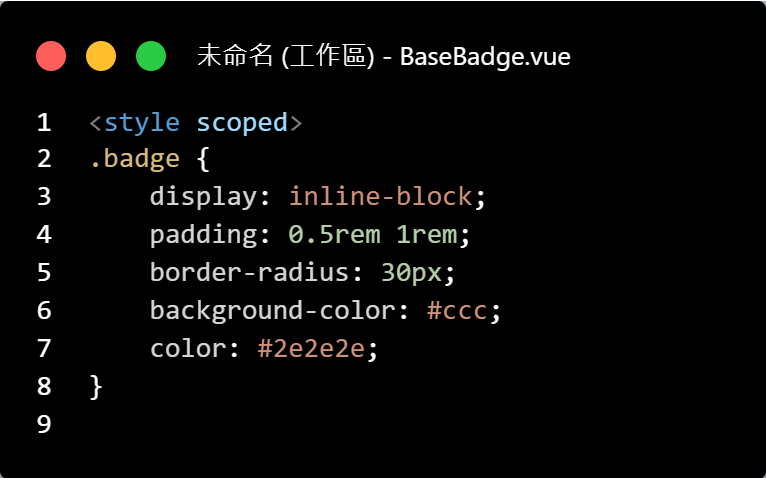 未命名 (工作區) - BaseBadge.vue
1 <style scoped>
2 .badge {
3     display: inline-block;
4     padding: 0.5rem 1rem;
5     border-radius: 30px;
6     background-color: #ccc;
7     color: #2e2e2e;
8 }
9